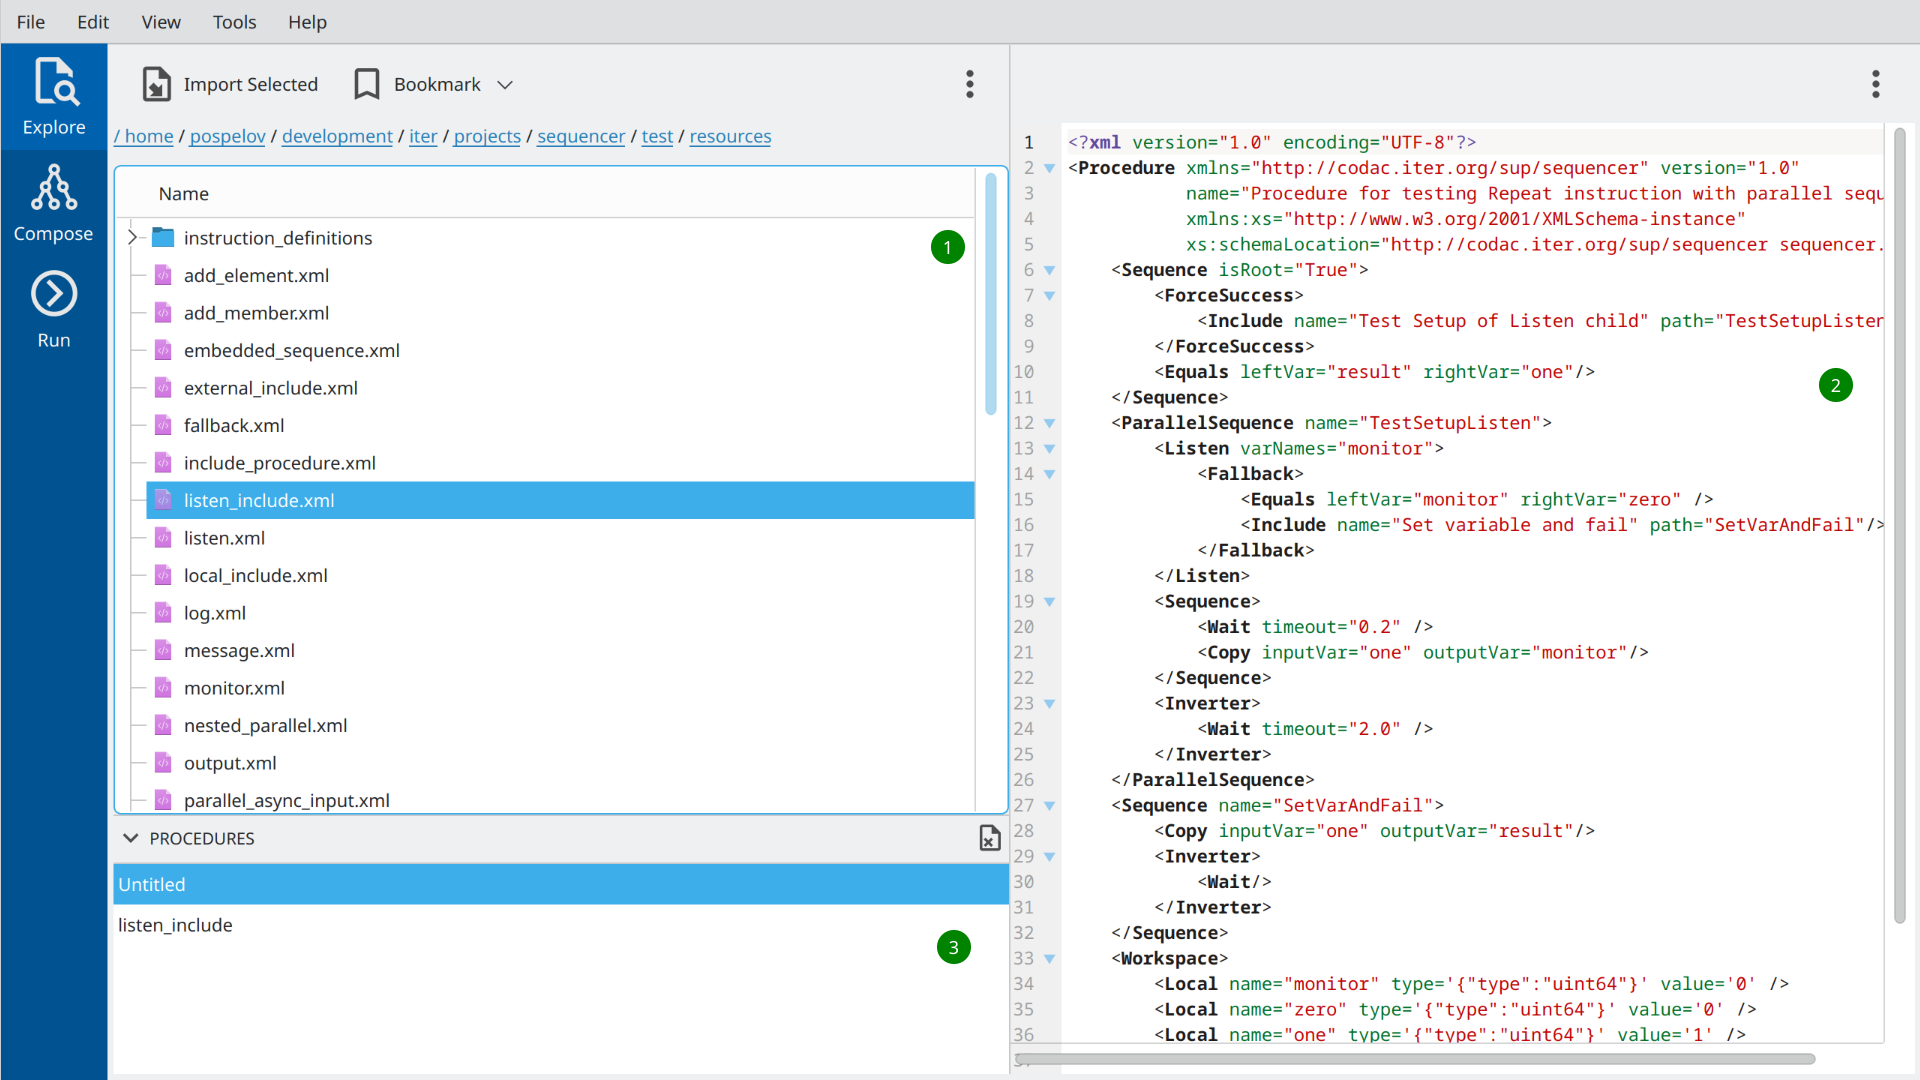 File Edit View Tools Help
Explore
Compose
Run
Import Selected Bookmark
/ home / pospelov / development / iter / projects / sequencer / test / resources
Name
instruction_definitions
1
add_element.xml
add_member.xml
embedded_sequence.xml
external_include.xml
fallback.xml
include_procedure.xml
listen_include.xml
listen.xml
local_include.xml
log.xml
message.xml
monitor.xml
nested_parallel.xml
output.xml
parallel_async_input.xml
PROCEDURES
Untitled
listen_include
3
1 <?xml version="1.0" encoding="UTF-8"?>
2 <Procedure xmlns="http://codac.iter.org/sup/sequencer" version="1.0"
3 name="Procedure for testing Repeat instruction with parallel sequ
4 xmlns:xs="http://www.w3.org/2001/XMLSchema-instance"
5 xs:schemaLocation="http://codac.iter.org/sup/sequencer sequencer.
6 <Sequence isRoot="True">
7 <ForceSuccess>
8 <Include name="Test Setup of Listen child" path="TestSetupListen
9 </ForceSuccess>
10 <Equals leftVar="result" rightVar="one"/>
2
11 </Sequence>
12 <ParallelSequence name="TestSetupListen">
13 <Listen varNames="monitor">
14 <Fallback>
15 <Equals leftVar="monitor" rightVar="zero" />
16 <Include name="Set variable and fail" path="SetVarAndFail"/>
17 </Fallback>
18 </Listen>
19 <Sequence>
20 <Wait timeout="0.2" />
21 <Copy inputVar="one" outputVar="monitor"/>
22 </Sequence>
23 <Inverter>
24 <Wait timeout="2.0" />
25 </Inverter>
26 </ParallelSequence>
27 <Sequence name="SetVarAndFail">
28 <Copy inputVar="one" outputVar="result"/>
29 <Inverter>
30 <Wait/>
31 </Inverter>
32 </Sequence>
33 <Workspace>
34 <Local name="monitor" type='{"type":"uint64"}' value='0' />
35 <Local name="zero" type='{"type":"uint64"}' value='0' />
36 <Local name="one" type='{"type":"uint64"}' value='1' />